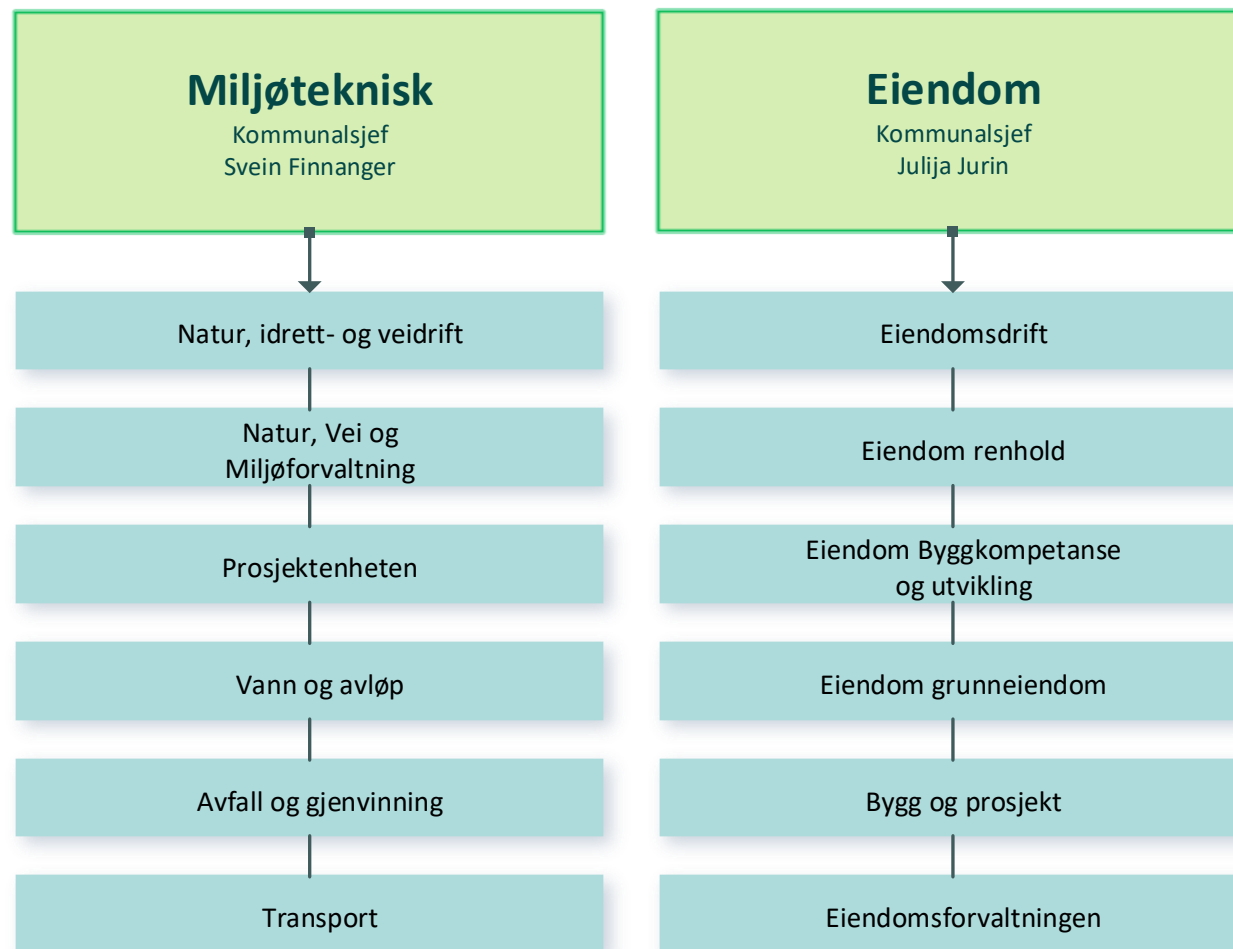 Miljøteknisk
Kommunalsjef
Svein Finnanger
Natur, idrett- og veidrift
Natur, Vei og
Miljøforvaltning
Prosjektenheten
Vann og avløp
Avfall og gjenvinning
Transport
Eiendom
Kommunalsjef
Julija Jurin
Eiendomsdrift
Eiendom renhold
Eiendom Byggkompetanse
og utvikling
Eiendom grunneiendom
Bygg og prosjekt
Eiendomsforvaltningen